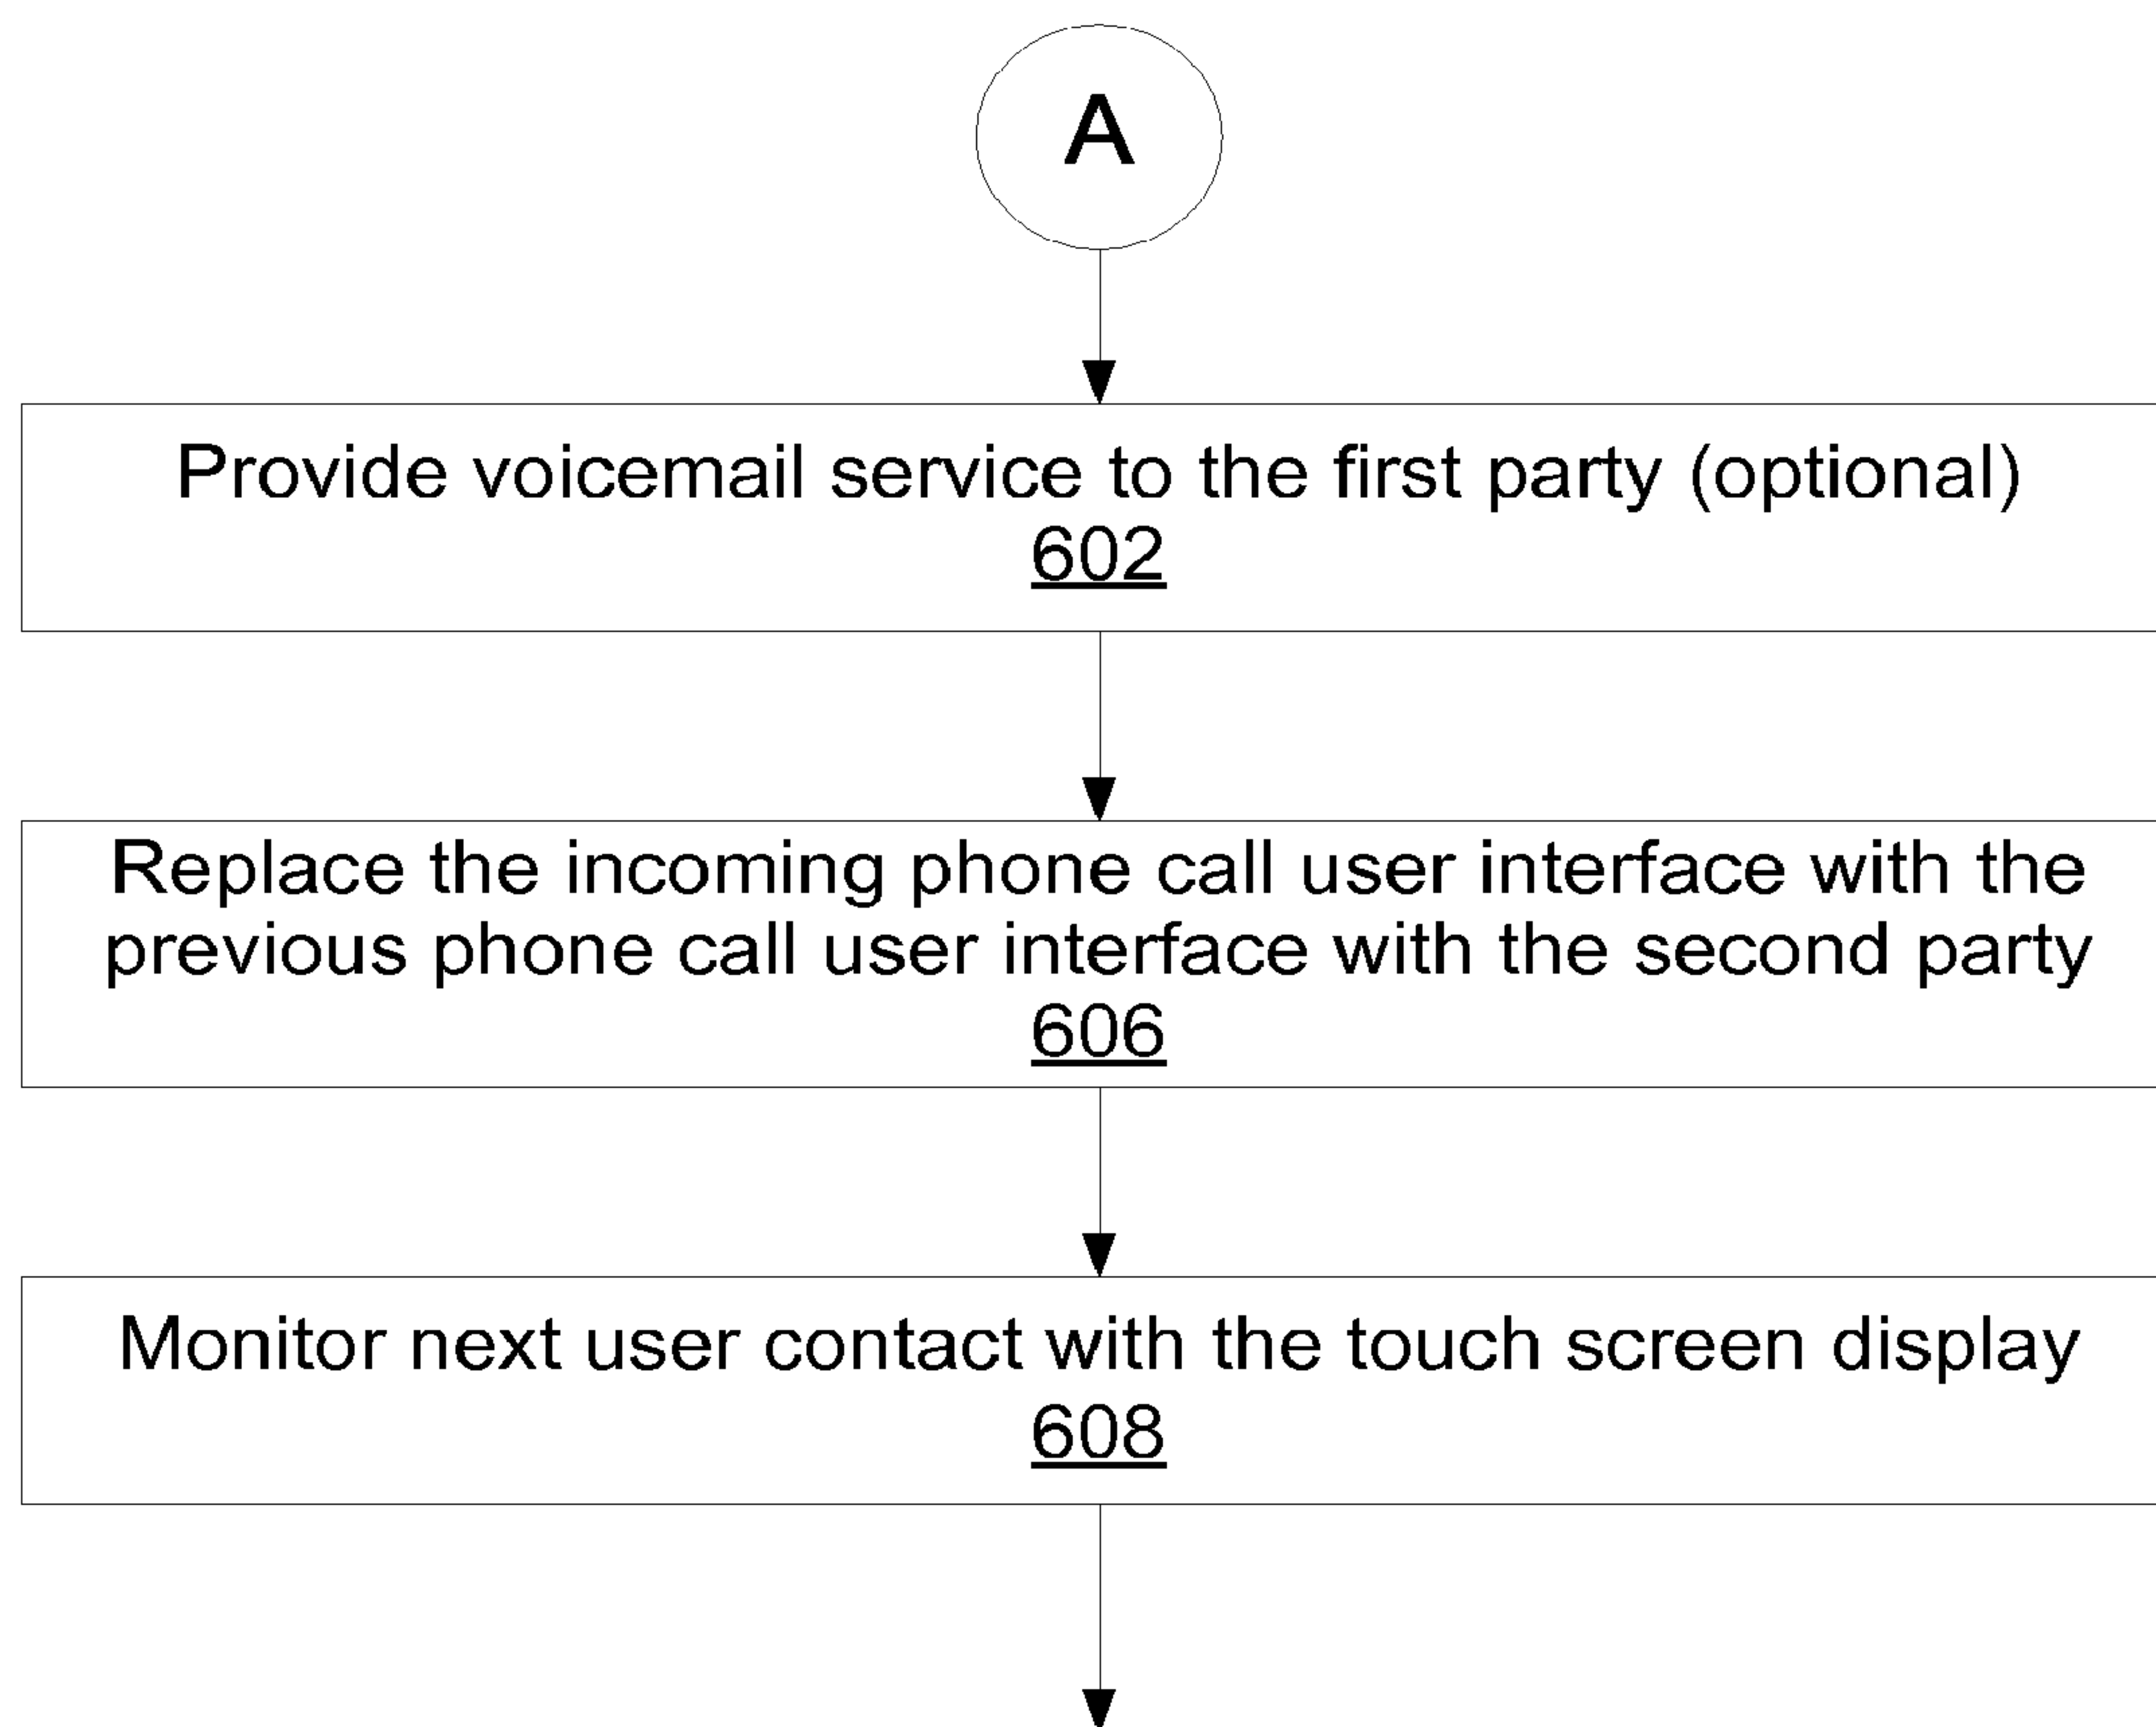 A
Provide voicemail service to the first party (optional)
602
Replace the incoming phone call user interface with the
previous phone call user interface with the second party
606
Monitor next user contact with the touch screen display
608